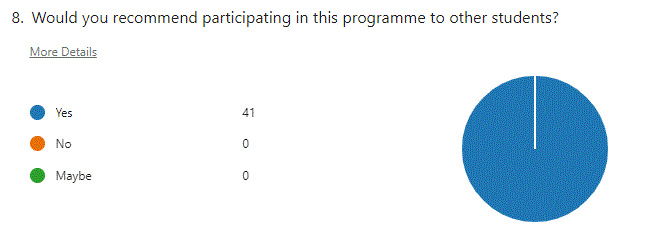 8. Would you recommend participating in this programme to other students?
More Details
Yes 41
No 0
Maybe 0